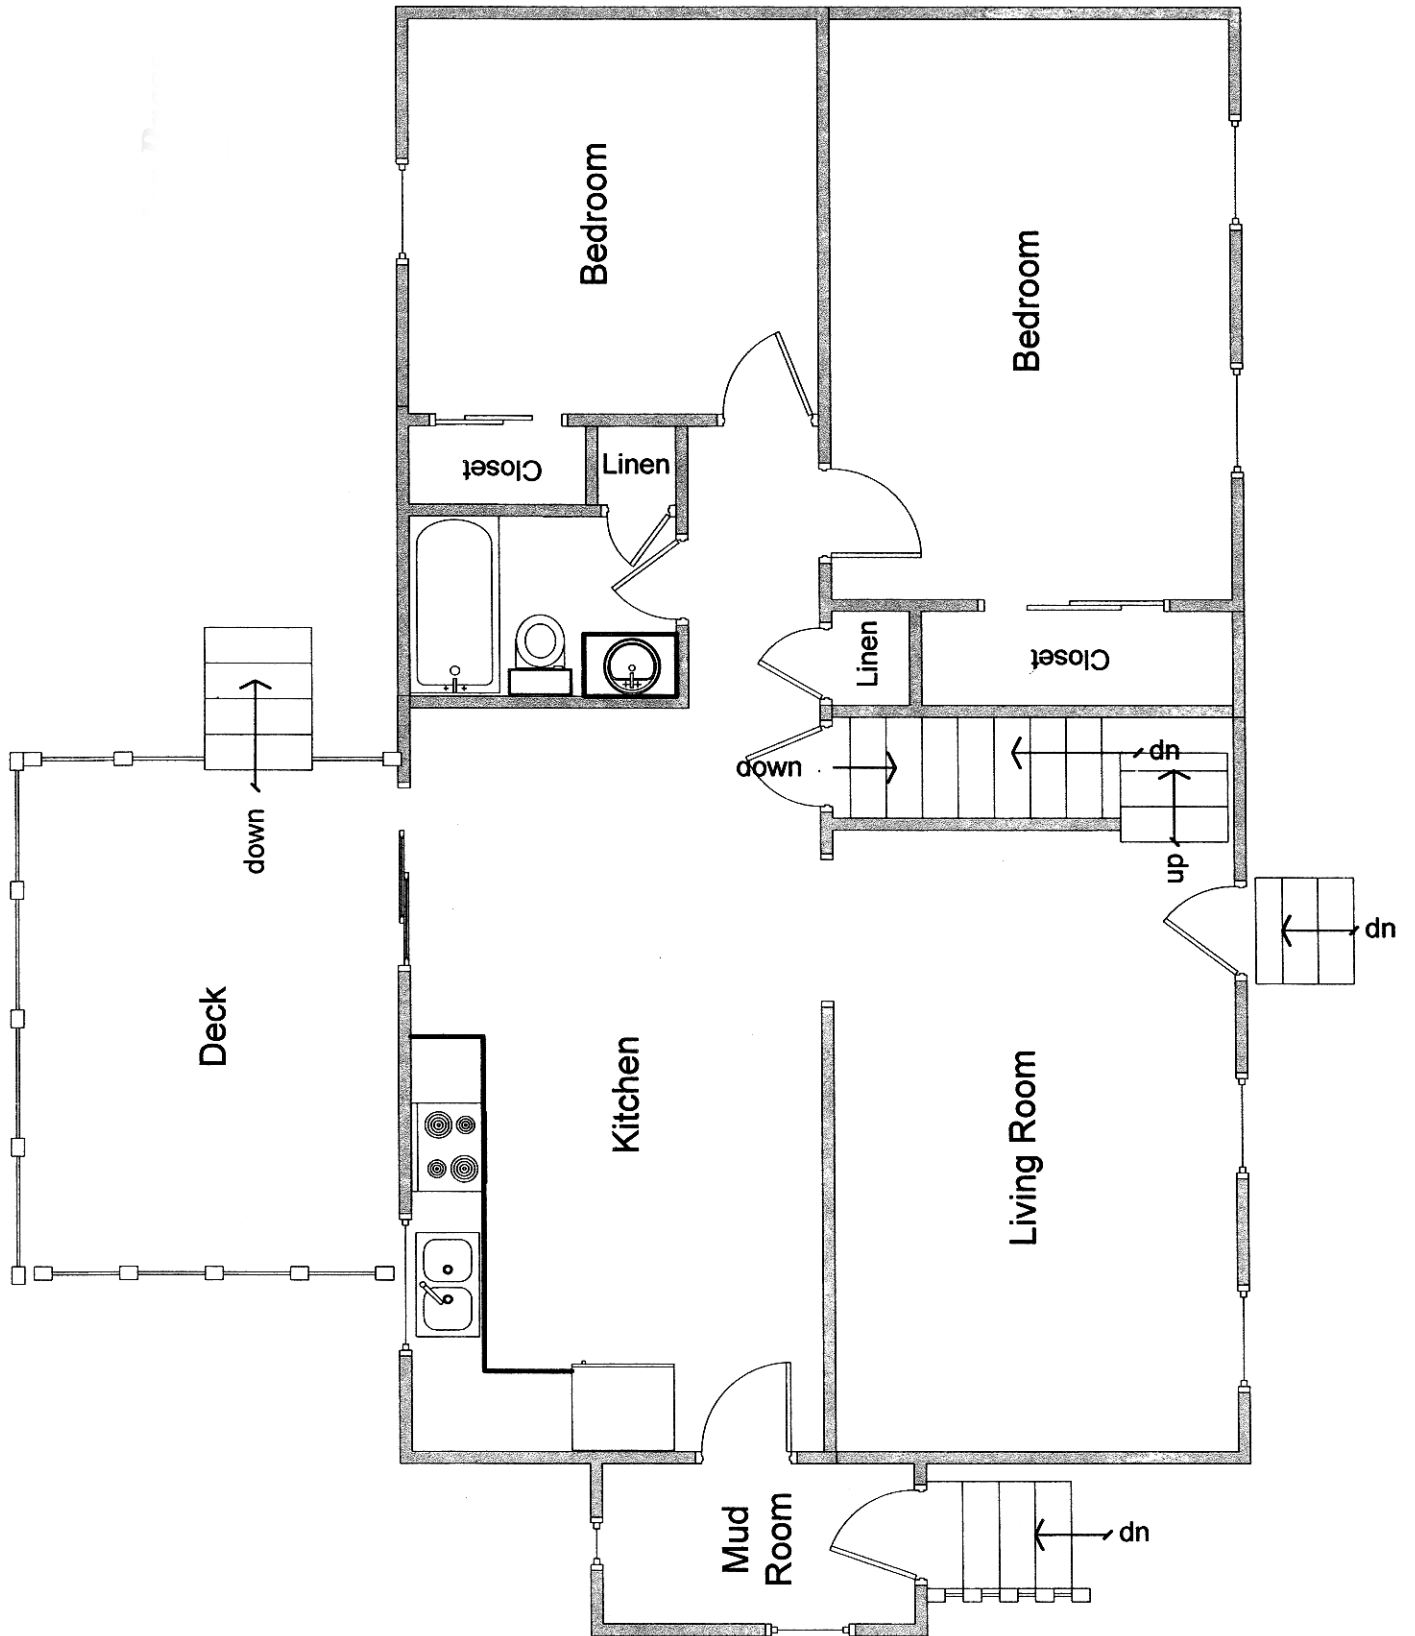 Bedroom
Bedroom
Closet
Linen
Linen
Closet
down
dn
down
up
dn
Deck
Kitchen
Living Room
Mud
Room
dn